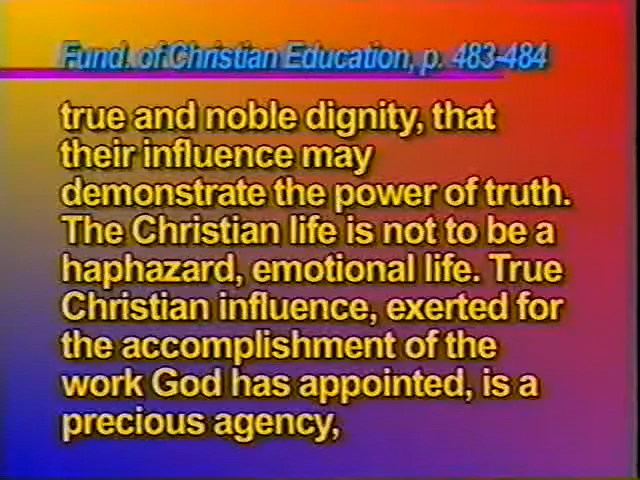 Fund. of Christian Education, p. 483-484
true and noble dignity, that
their influence may
demonstrate the power of truth.
The Christian life is not to be a
haphazard, emotional life. True
Christian influence, exerted for
the accomplishment of the
work God has appointed, is a
precious agency,